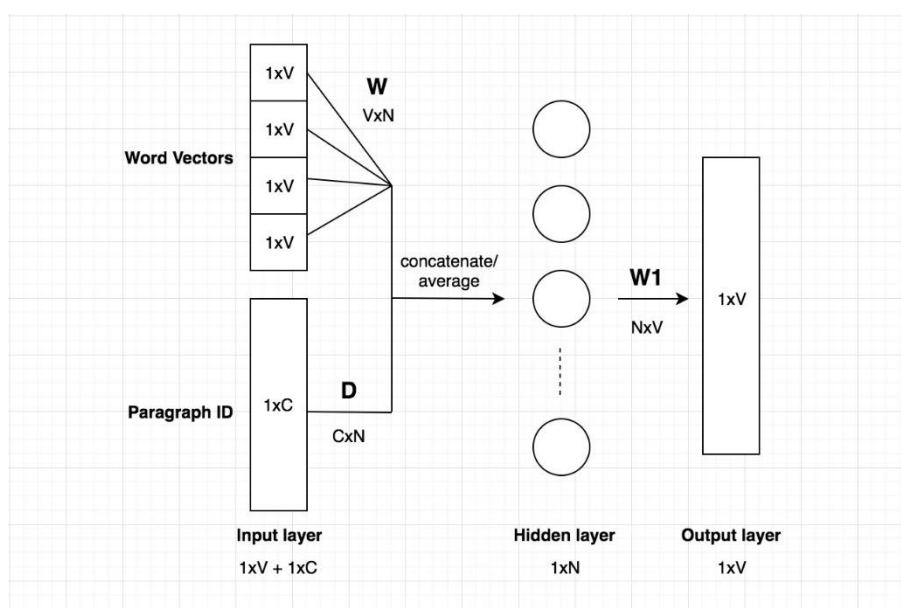 1xV
W
VxN
1xV
Word Vectors
1xV
1xV
concatenate/
average
W1
1xV
NxV
D
Paragraph ID
1xC
CxN
Input layer
Hidden layer
Output layer
1xV + 1xC
1xN
1xV